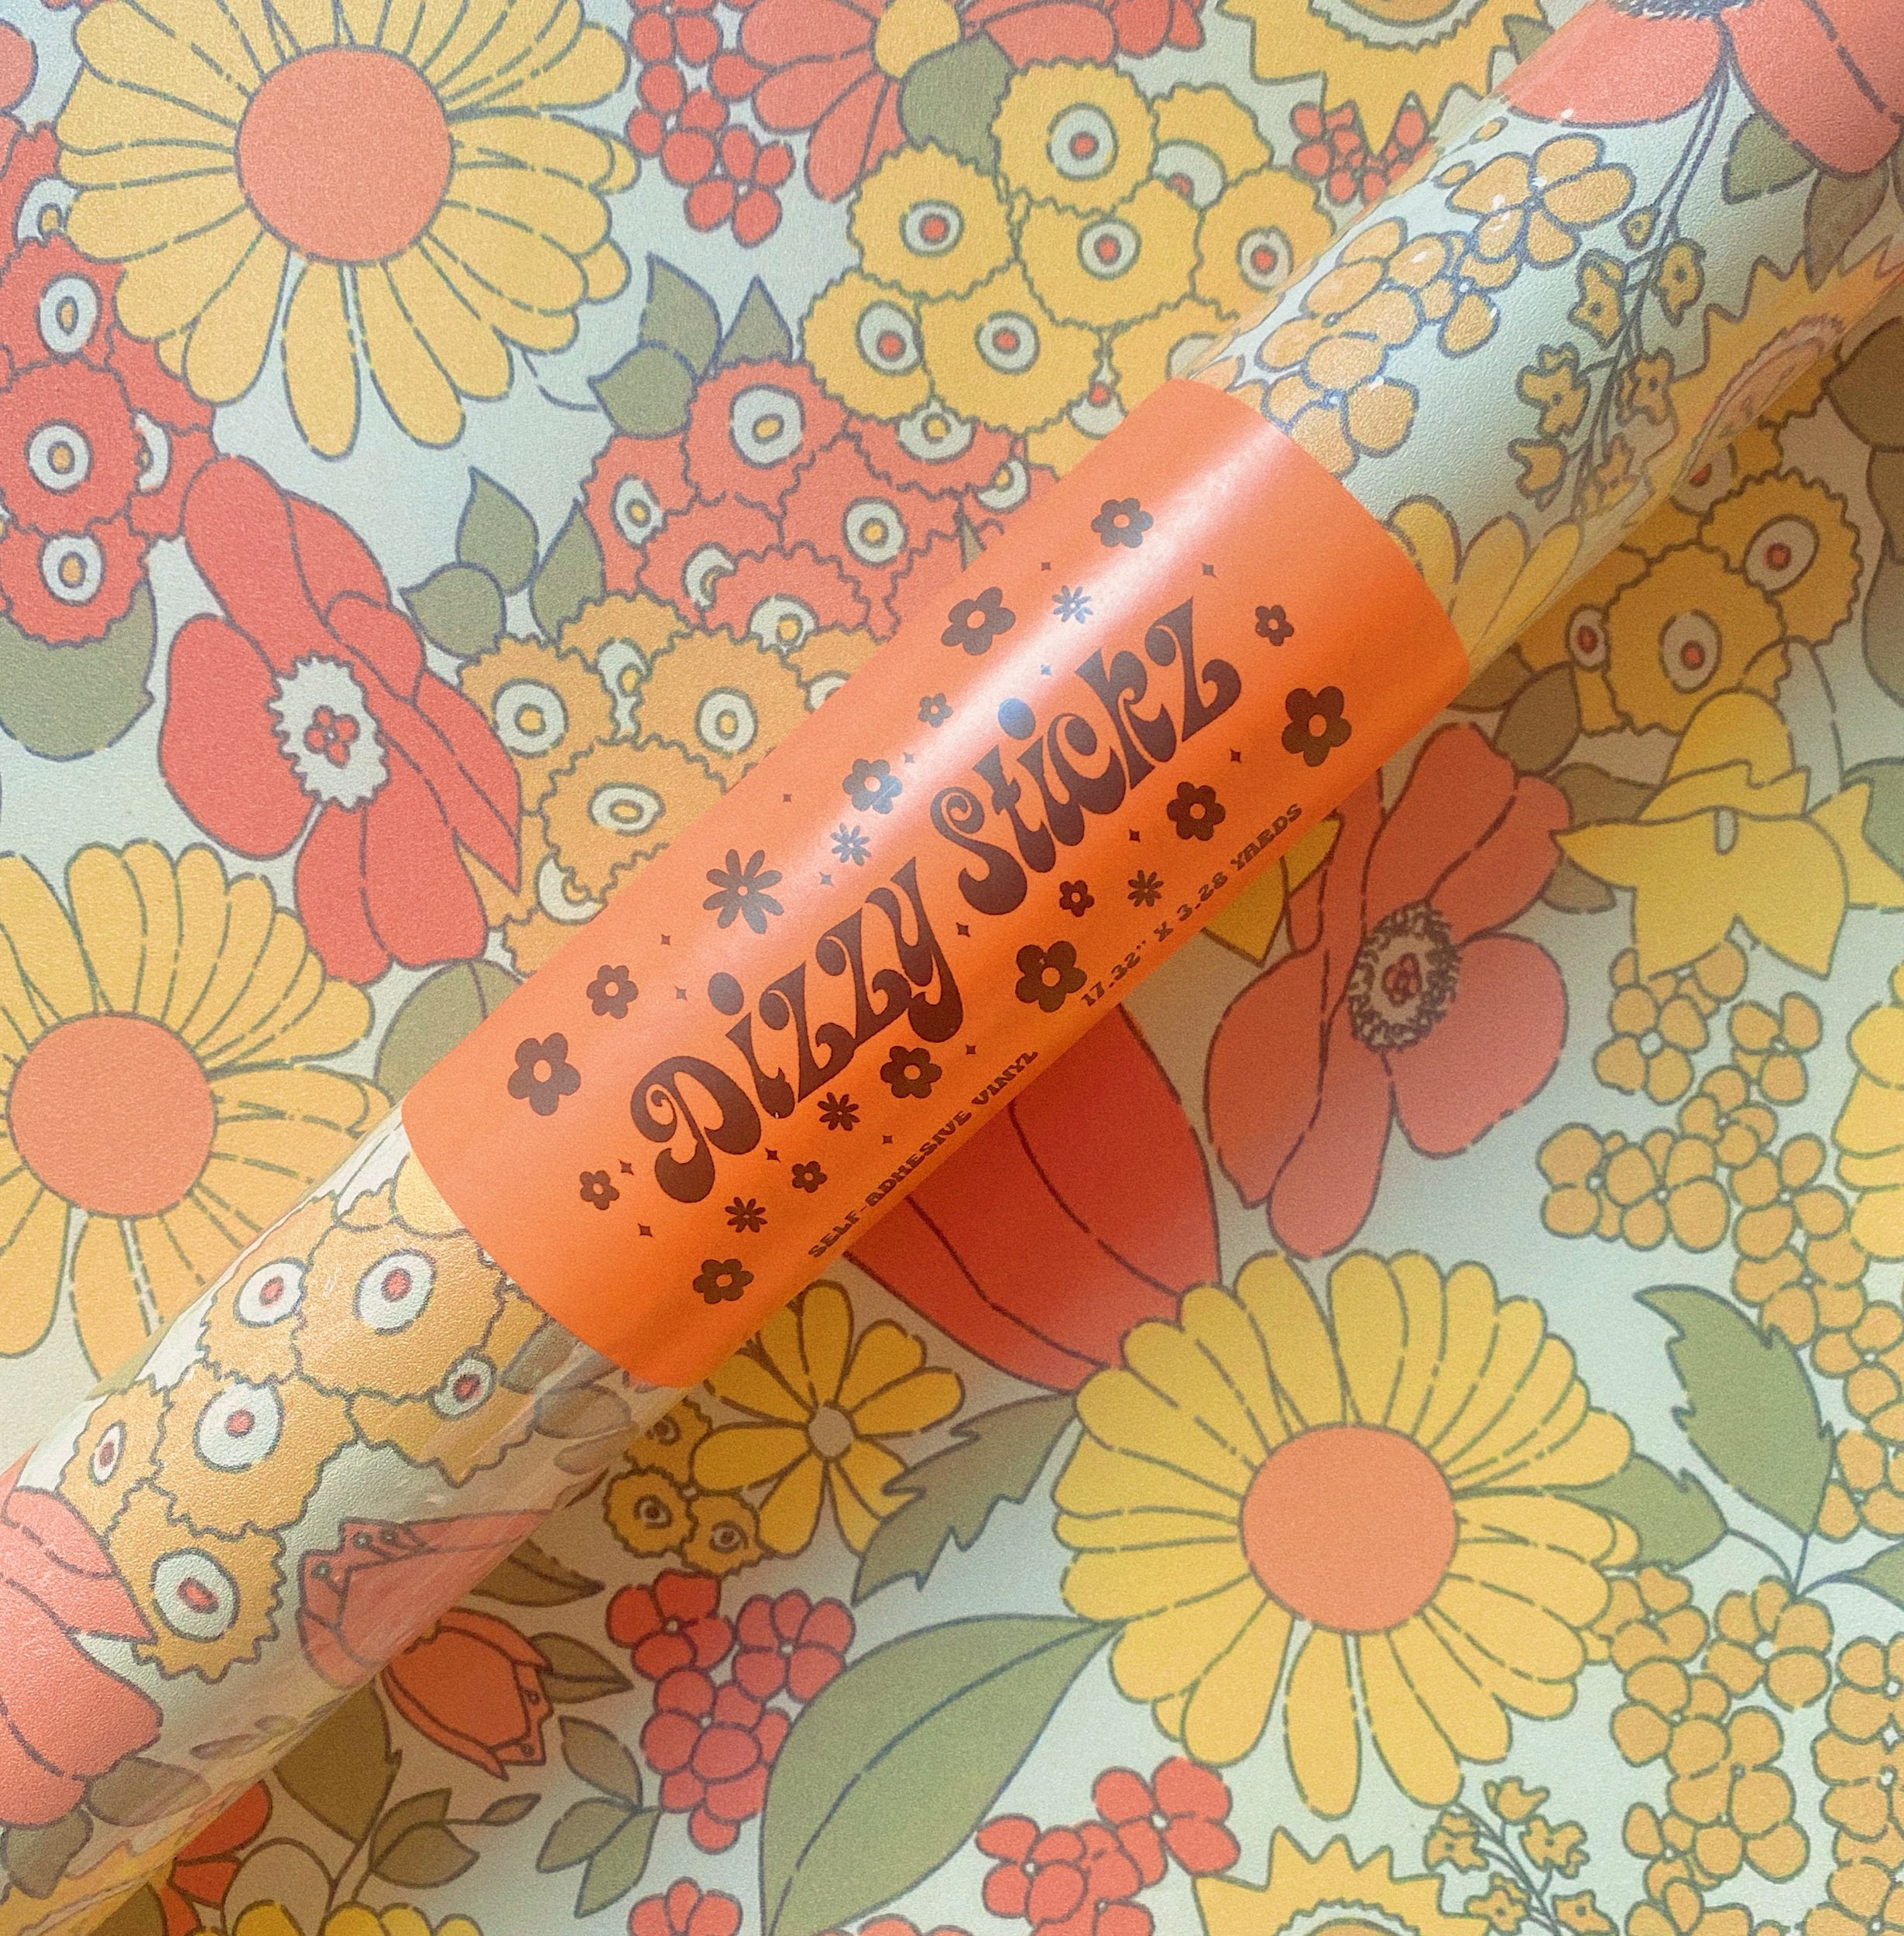 Dizzy Stickz
SELF-ADHESIVE VINYL
17.32" X 3.28 YARDS